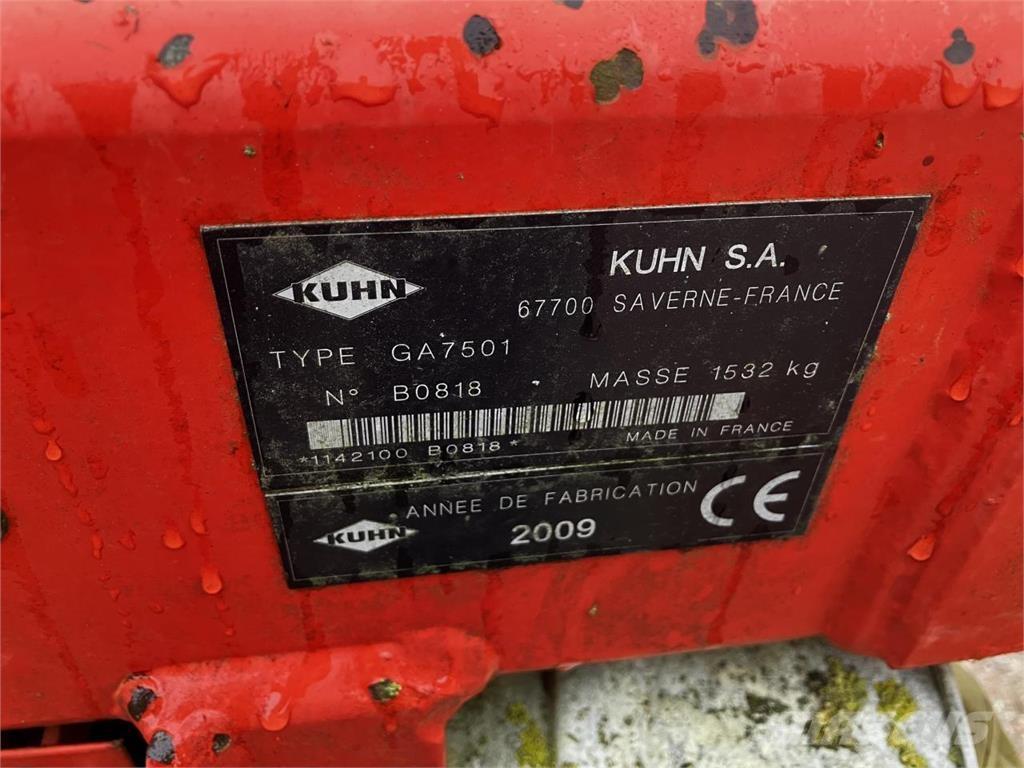 KUHN
KUHN S.A.
67700 SAVERNE-FRANCE
TYPE GA7501
N° B0818 MASSE 1532 kg
*1142100 B0818*
MADE IN FRANCE
KUHN
ANNÉE DE FABRICATION
2009
CE